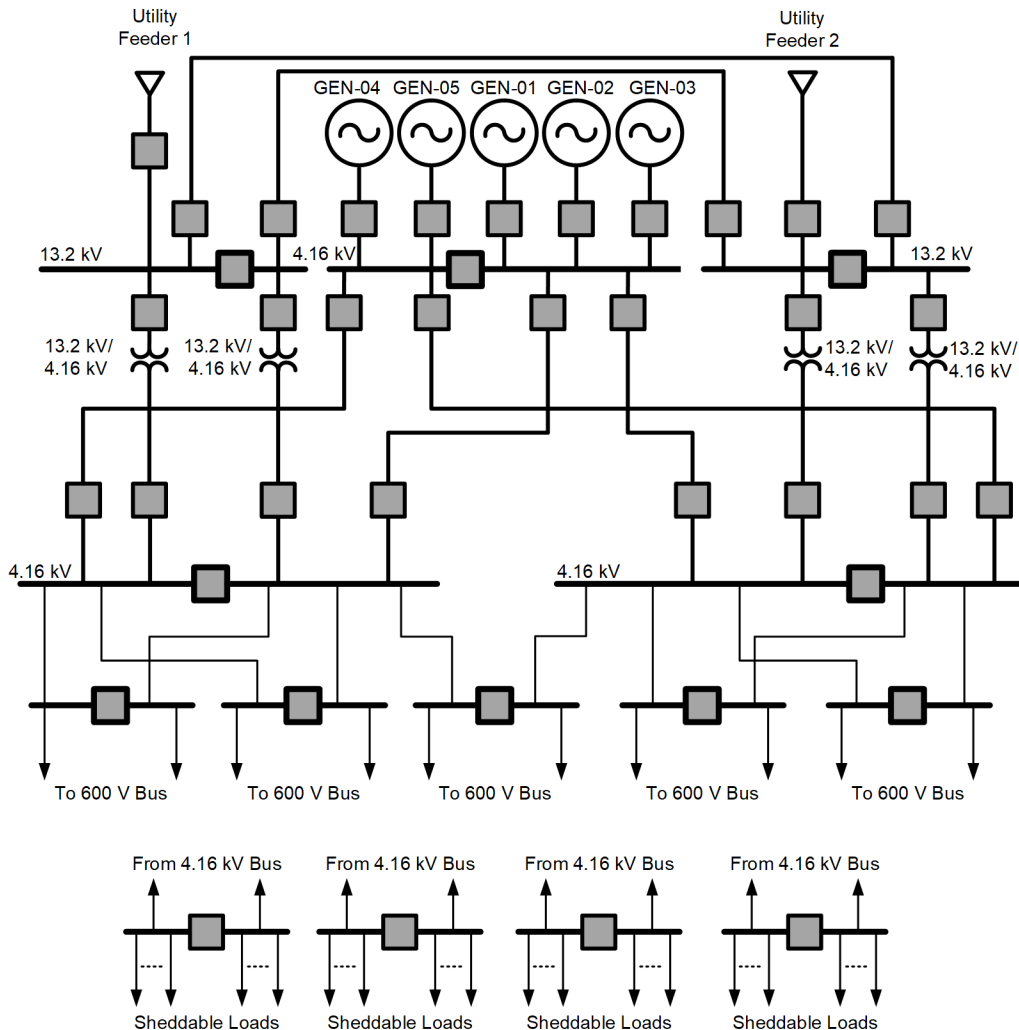 Utility
Feeder 1
Utility
Feeder 2
GEN-04
GEN-05
GEN-01
GEN-02
GEN-03
13.2 kV
4.16 kV
13.2 kV
13.2 kV/
4.16 kV
13.2 kV/
4.16 kV
13.2 kV/
4.16 kV
13.2 kV/
4.16 kV
4.16 kV
4.16 kV
To 600 V Bus
To 600 V Bus
To 600 V Bus
To 600 V Bus
To 600 V Bus
From 4.16 kV Bus
From 4.16 kV Bus
From 4.16 kV Bus
From 4.16 kV Bus
Sheddable Loads
Sheddable Loads
Sheddable Loads
Sheddable Loads